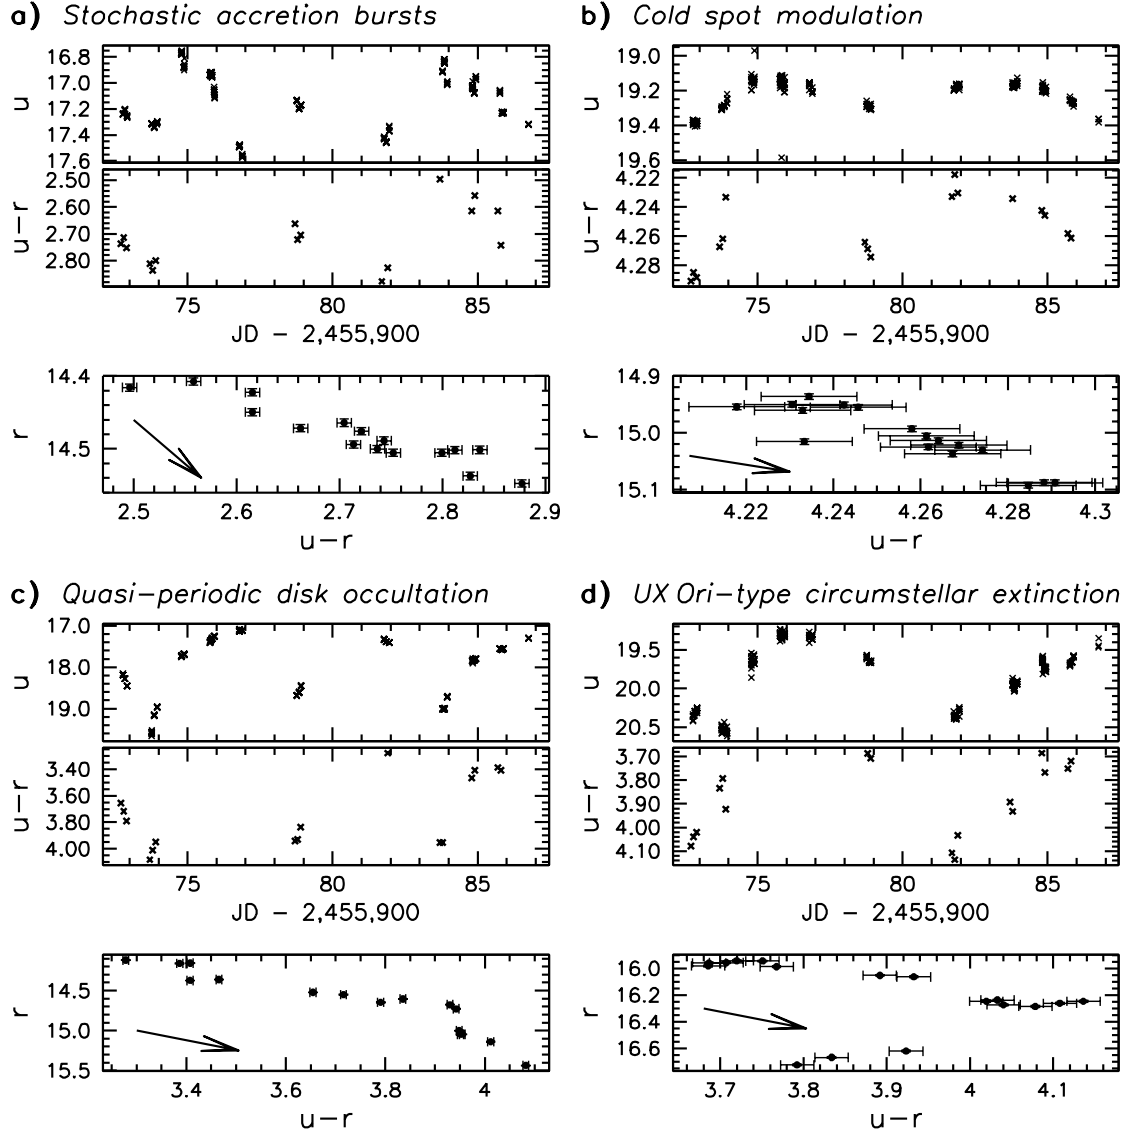 a) Stochastic accretion bursts
16.8
17.0
17.2
17.4
17.6
u
2.50
2.60
2.70
2.80
u−r
75 80 85
JD − 2,455,900
14.4
14.5
r
2.5 2.6 2.7 2.8 2.9
u−r
b) Cold spot modulation
19.0
19.2
19.4
19.6
u
4.22
4.24
4.26
4.28
u−r
75 80 85
JD − 2,455,900
14.9
15.0
15.1
r
4.22 4.24 4.26 4.28 4.3
u−r
c) Quasi−periodic disk occultation
17.0
18.0
19.0
u
3.40
3.60
3.80
4.00
u−r
75 80 85
JD − 2,455,900
14.5
15.0
15.5
r
3.4 3.6 3.8 4
u−r
d) UX Ori−type circumstellar extinction
19.5
20.0
20.5
u
3.70
3.80
3.90
4.00
4.10
u−r
75 80 85
JD − 2,455,900
16.0
16.2
16.4
16.6
r
3.7 3.8 3.9 4 4.1
u−r